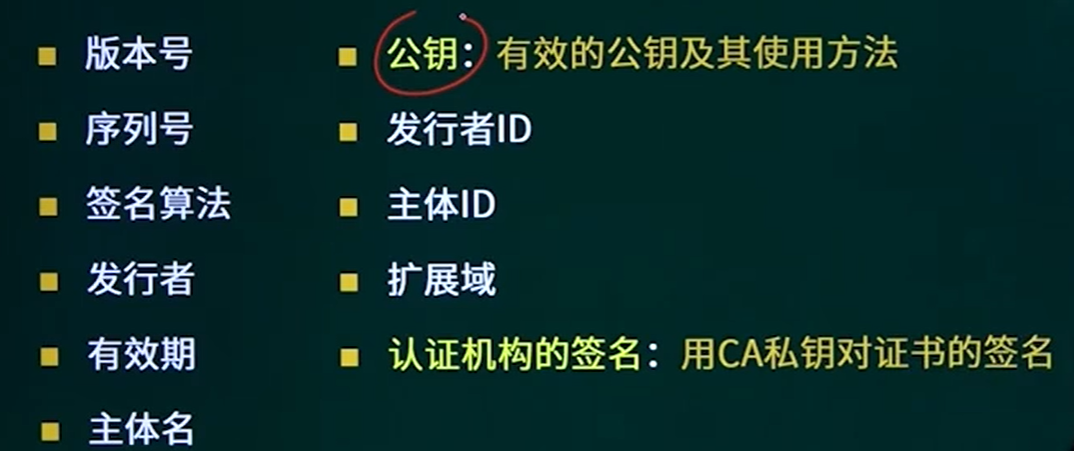 版本号
序列号
签名算法
发行者
有效期
主体名
公钥：有效的公钥及其使用方法
发行者ID
主体ID
扩展域
认证机构的签名：用CA私钥对证书的签名